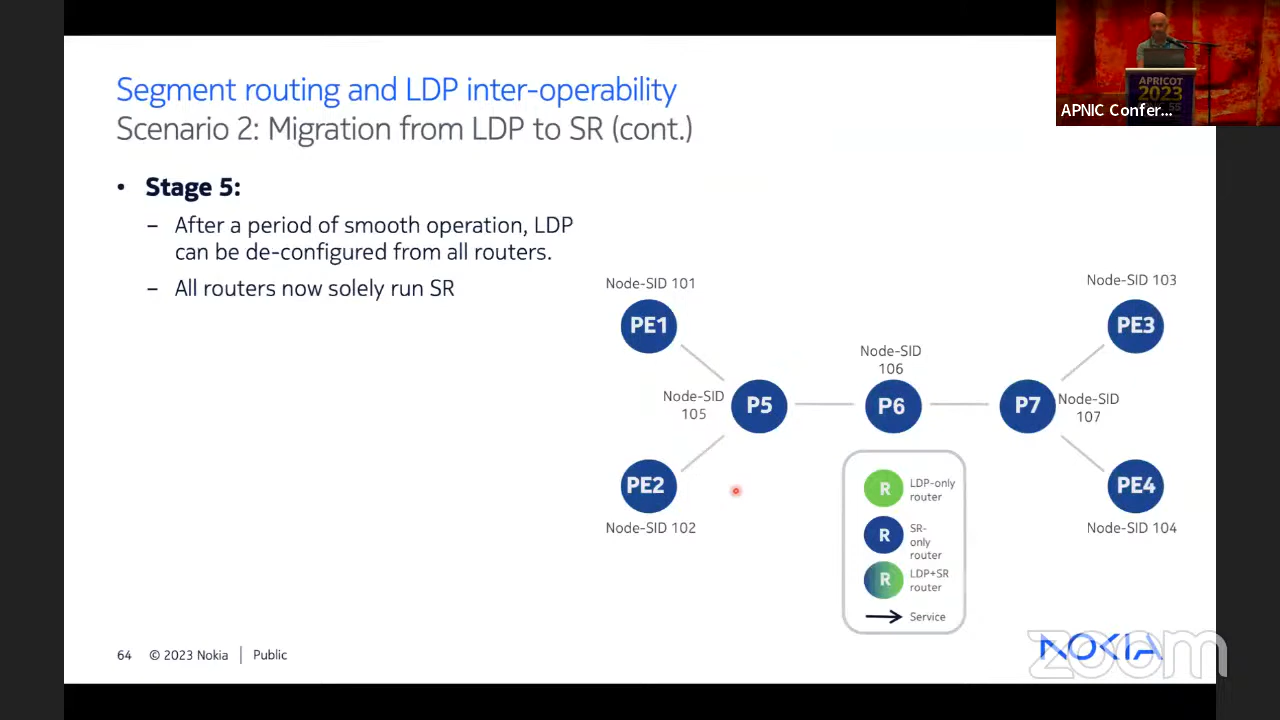 Segment routing and LDP inter-operability
Scenario 2: Migration from LDP to SR (cont.)
APRICOT
2023
APNIC Confer...
• Stage 5:
– After a period of smooth operation, LDP
can be de-configured from all routers.
– All routers now solely run SR
Node-SID 101
PE1
Node-SID 103
PE3
Node-SID
106
Node-SID
105
P5
P6
P7
Node-SID
107
PE2
Node-SID 102
PE4
Node-SID 104
R
LDP-only
router
R
SR-
only
router
R
LDP+SR
router
Service
64
© 2023 Nokia
Public
NOKIA
zoom